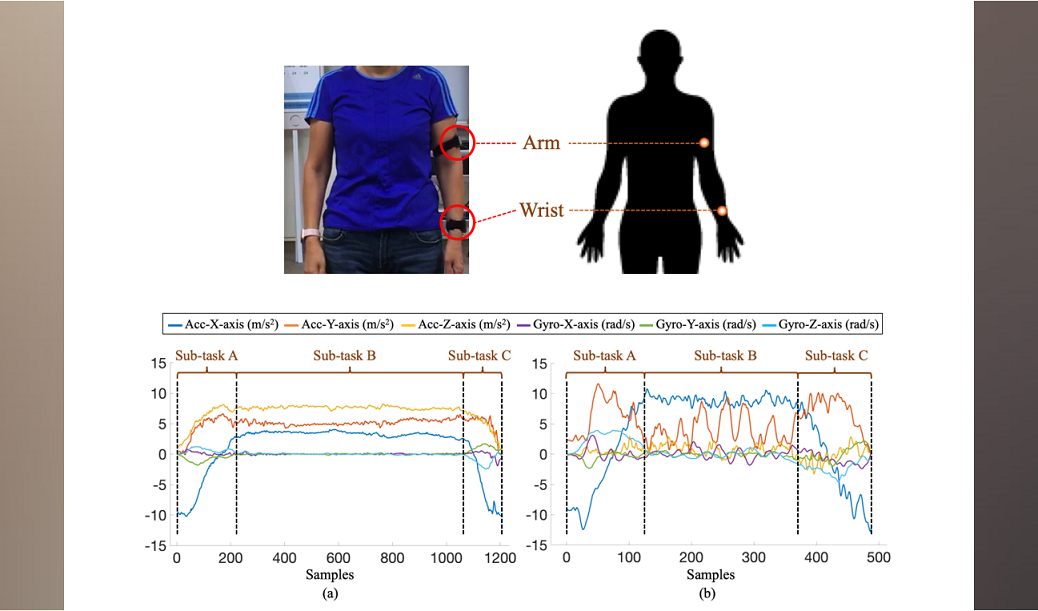 Arm
Wrist
Acc-X-axis (m/s²) Acc-Y-axis (m/s²) Acc-Z-axis (m/s²) Gyro-X-axis (rad/s) Gyro-Y-axis (rad/s) Gyro-Z-axis (rad/s)
Sub-task A Sub-task B Sub-task C
15
10
5
0
-5
-10
-15
0 200 400 600 800 1000 1200
Samples
(a)
Sub-task A Sub-task B Sub-task C
15
10
5
0
-5
-10
-15
0 100 200 300 400 500
Samples
(b)